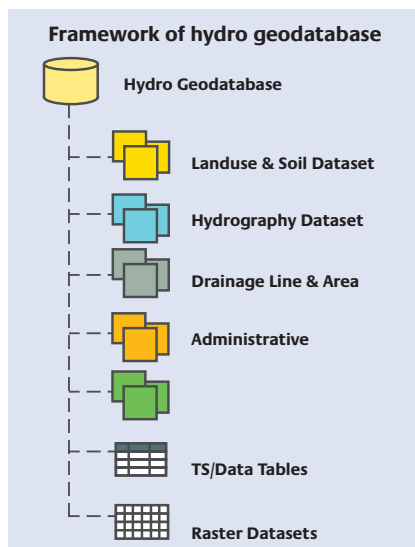 Framework of hydro geodatabase
Hydro Geodatabase
Landuse & Soil Dataset
Hydrography Dataset
Drainage Line & Area
Administrative
TS/Data Tables
Raster Datasets